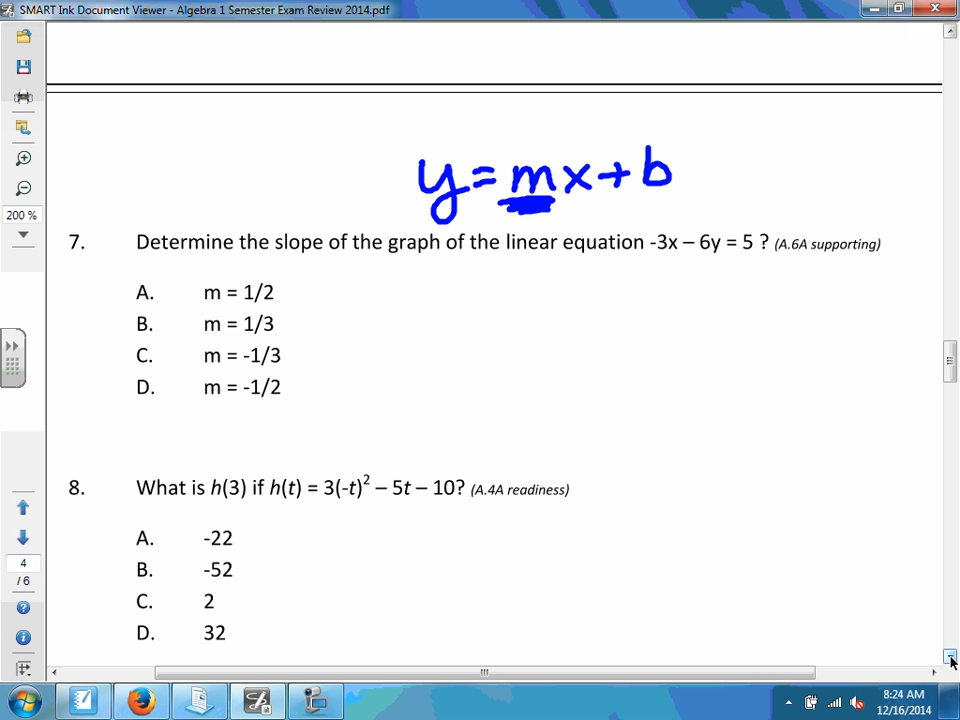 SMART Ink Document Viewer - Algebra 1 Semester Exam Review 2014.pdf
y = mx + b
200 %
7. Determine the slope of the graph of the linear equation -3x – 6y = 5 ? (A.6A supporting)
A. m = 1/2
B. m = 1/3
C. m = -1/3
D. m = -1/2
8. What is h(3) if h(t) = 3(-t)² – 5t – 10? (A.4A readiness)
A. -22
B. -52
C. 2
D. 32
4
/ 6
8:24 AM
12/16/2014